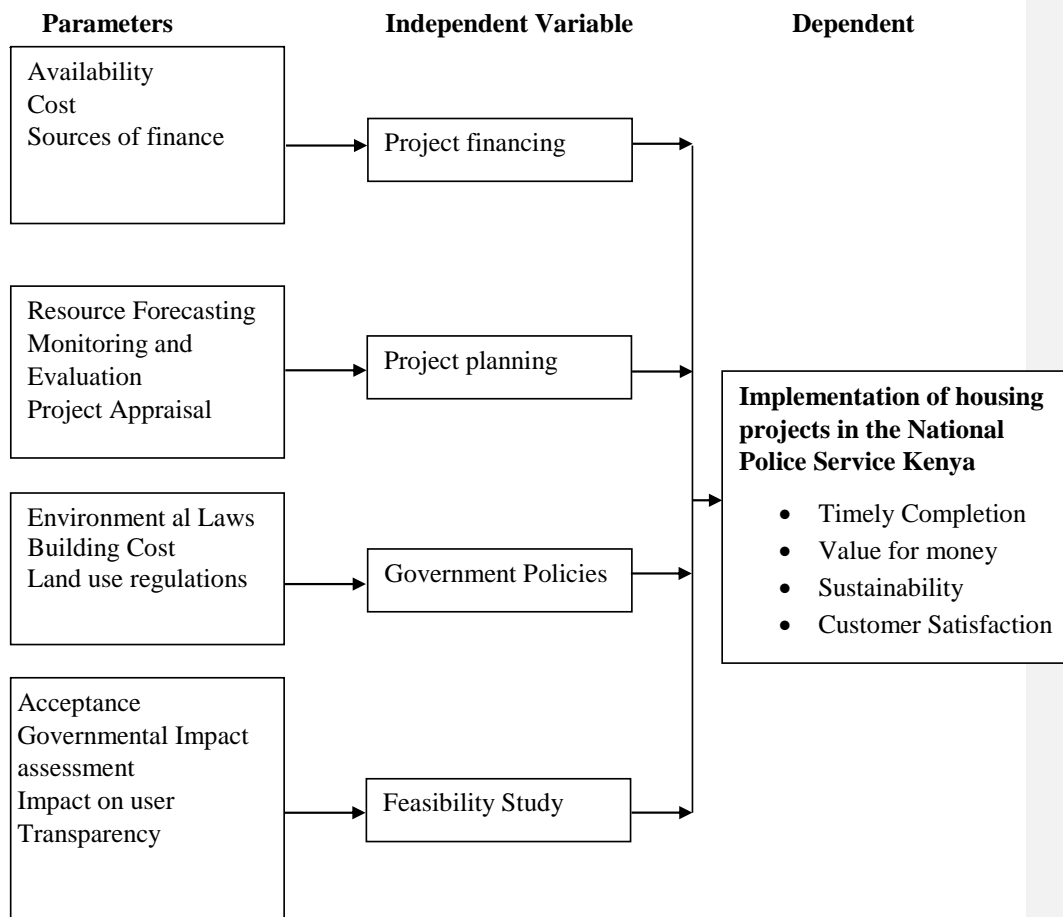 Parameters Independent Variable Dependent
Availability
Cost
Sources of finance
Project financing
Resource Forecasting
Monitoring and
Evaluation
Project Appraisal
Project planning
Environment al Laws
Building Cost
Land use regulations
Government Policies
Acceptance
Governmental Impact
assessment
Impact on user
Transparency
Feasibility Study
Implementation of housing
projects in the National
Police Service Kenya
• Timely Completion
• Value for money
• Sustainability
• Customer Satisfaction